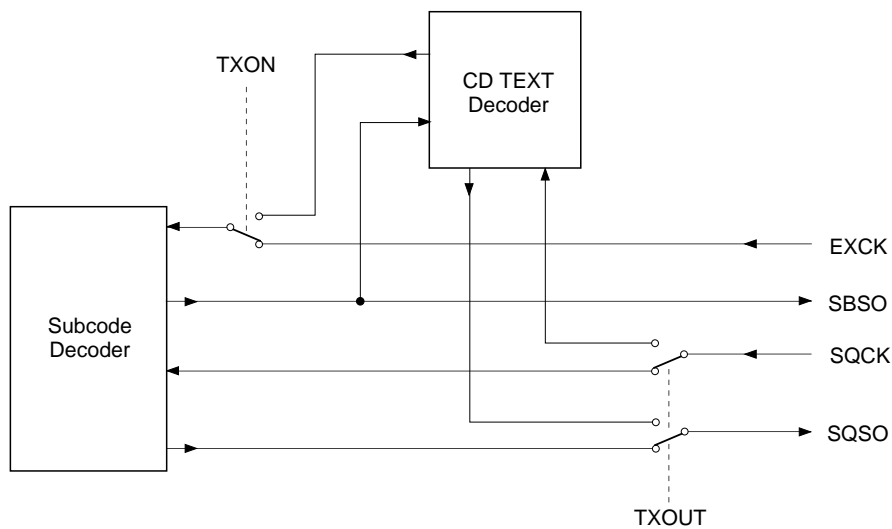 TXON
CD TEXT
Decoder
EXCK
SBSO
Subcode
Decoder
SQCK
SQSO
TXOUT